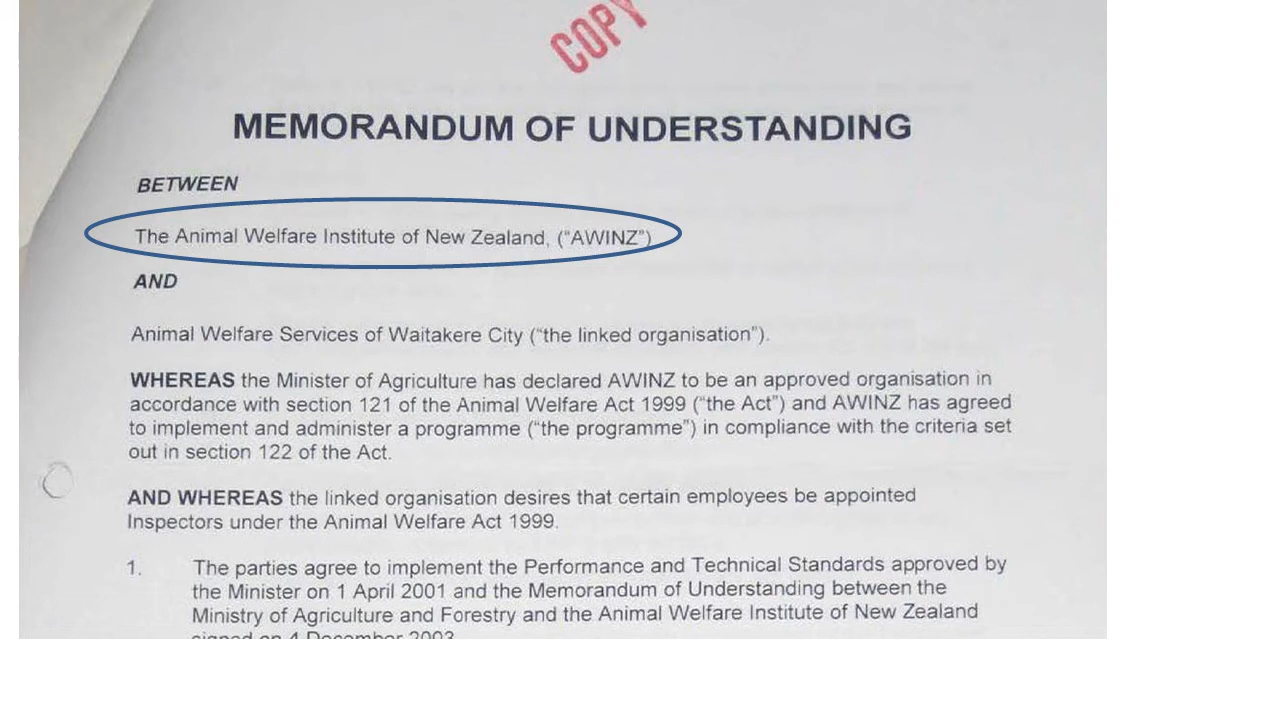 COPY
MEMORANDUM OF UNDERSTANDING
BETWEEN
The Animal Welfare Institute of New Zealand, (“AWINZ”)
AND
Animal Welfare Services of Waitakere City (“the linked organisation”).
WHEREAS the Minister of Agriculture has declared AWINZ to be an approved organisation in
accordance with section 121 of the Animal Welfare Act 1999 (“the Act”) and AWINZ has agreed
to implement and administer a programme (“the programme”) in compliance with the criteria set
out in section 122 of the Act.
AND WHEREAS the linked organisation desires that certain employees be appointed
Inspectors under the Animal Welfare Act 1999.
1. The parties agree to implement the Performance and Technical Standards approved by
the Minister on 1 April 2001 and the Memorandum of Understanding between the
Ministry of Agriculture and Forestry and the Animal Welfare Institute of New Zealand
signed on 4 December 2003